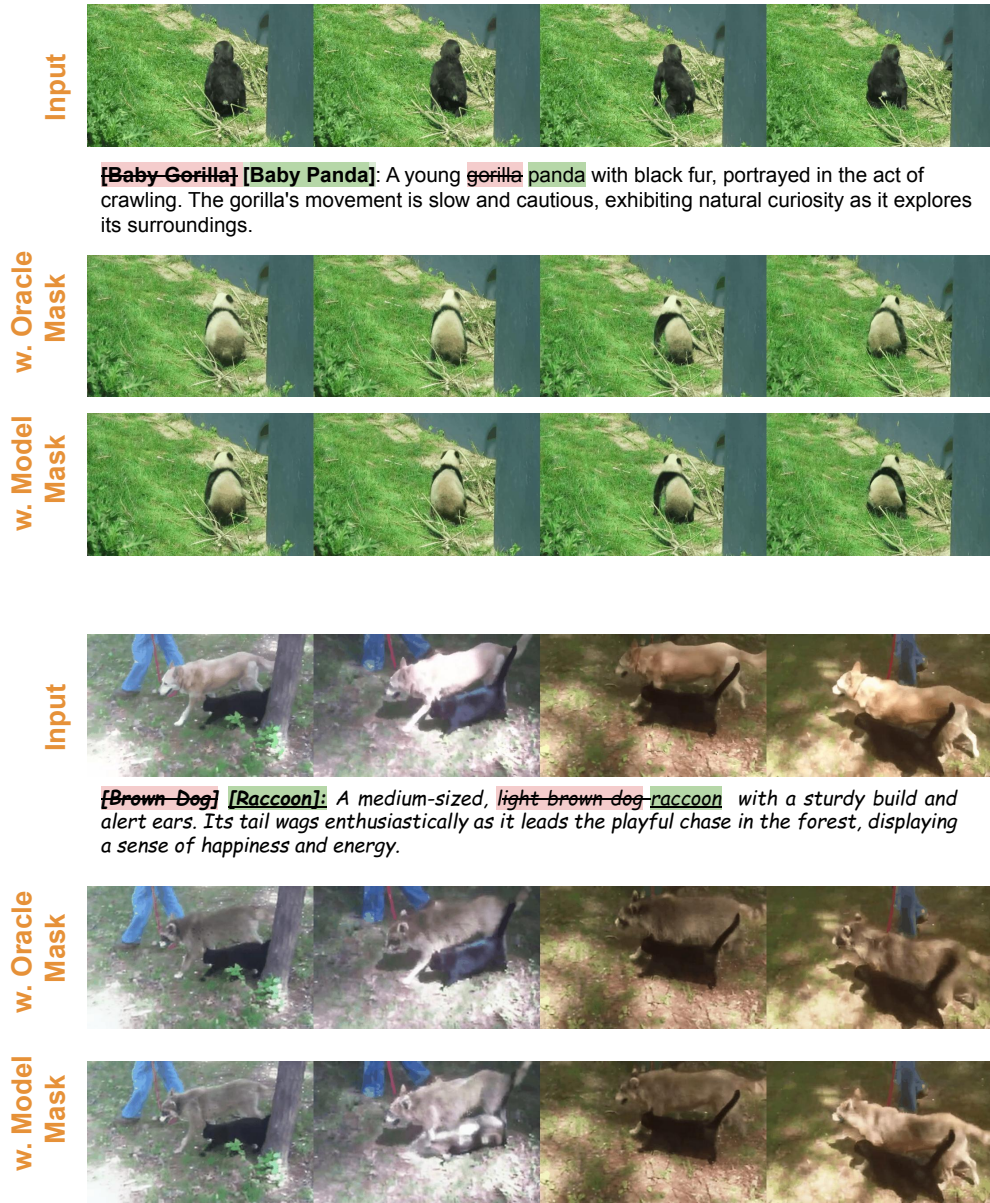 Input
[Baby Gorilla] [Baby Panda]: A young gorilla panda with black fur, portrayed in the act of
crawling. The gorilla's movement is slow and cautious, exhibiting natural curiosity as it explores
its surroundings.
w. Oracle
Mask
w. Model
Mask
Input
[Brown Dog] [Raccoon]: A medium-sized, light brown dog raccoon with a sturdy build and
alert ears. Its tail wags enthusiastically as it leads the playful chase in the forest, displaying
a sense of happiness and energy.
w. Oracle
Mask
w. Model
Mask